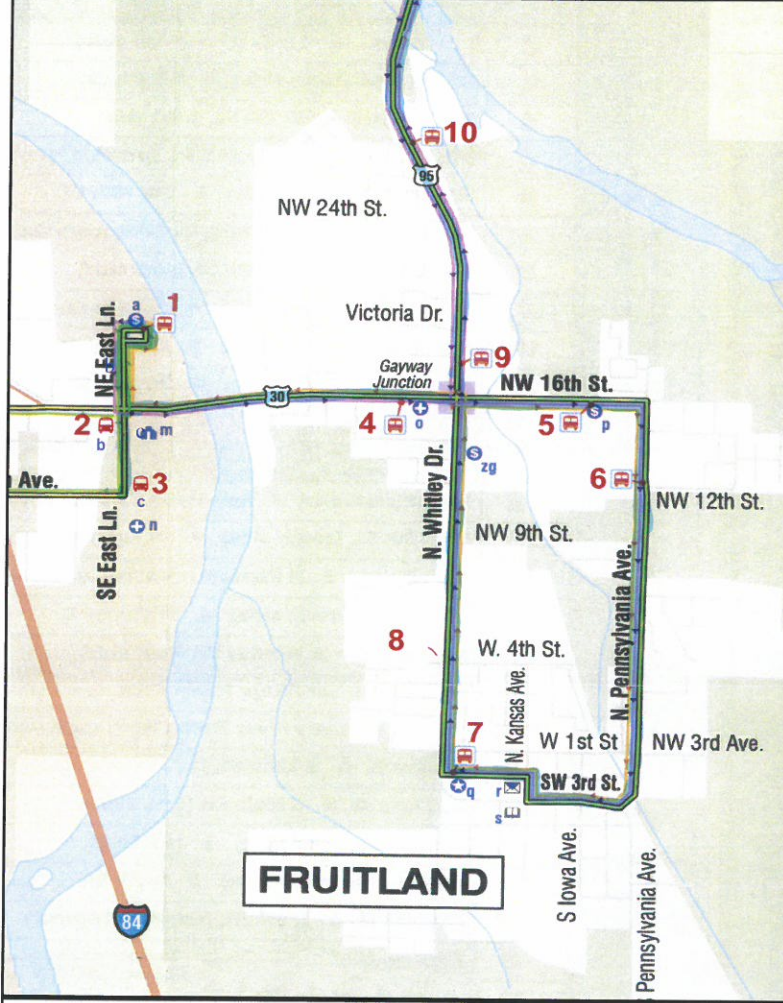 10
95
NW 24th St.
a
1
NE East Ln.
Victoria Dr.
Gayway
Junction
9
30
NW 16th St.
2
b
m
4
o
5
p
3
c
n
Ave.
SE East Ln.
N. Whitley Dr.
zg
6
NW 12th St.
NW 9th St.
N. Pennsylvania Ave.
8
W. 4th St.
N. Kansas Ave.
7
W 1st St
NW 3rd Ave.
SW 3rd St.
q
r
s
FRUITLAND
S Iowa Ave.
Pennsylvania Ave.
84